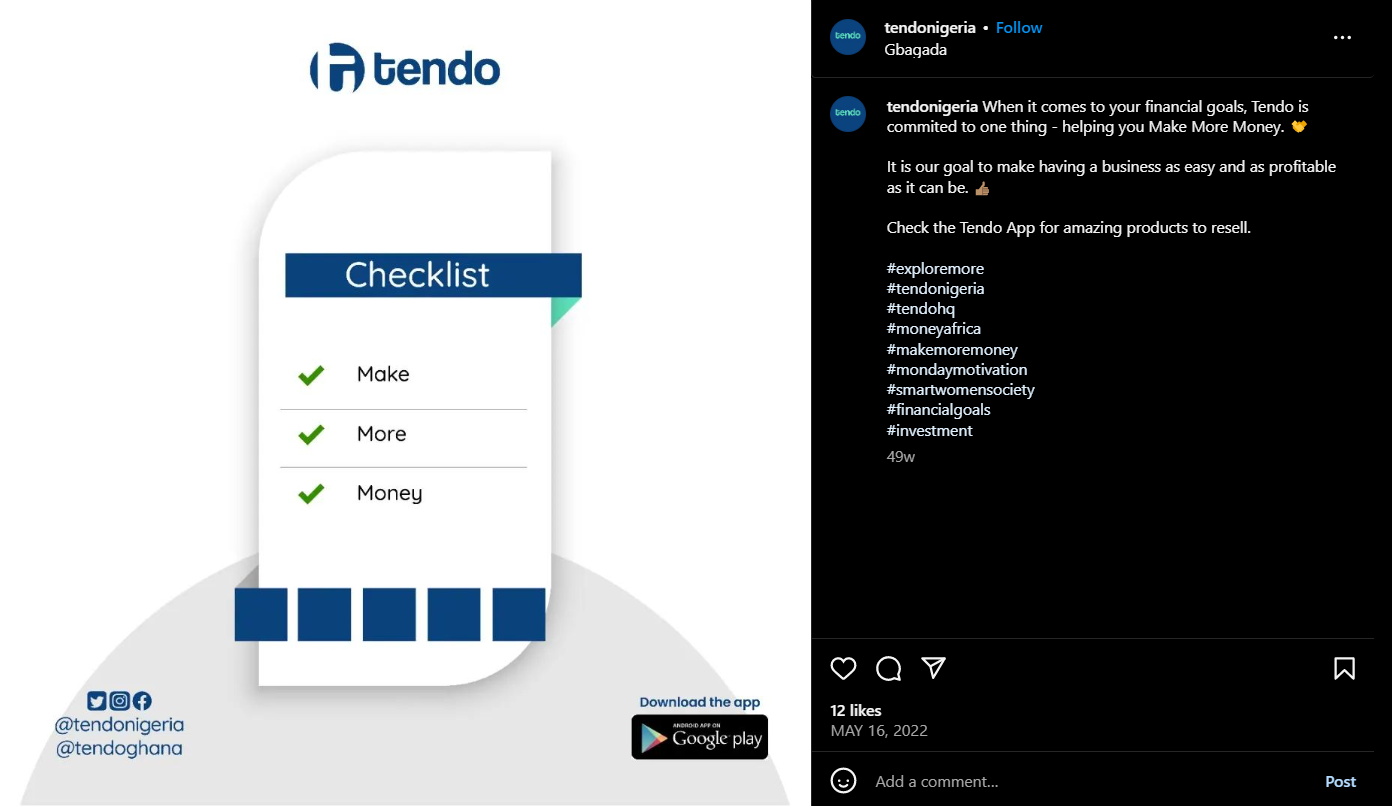 tendo
Checklist
Make
More
Money
@tendonigeria
@tendoghana
Download the app
ANDROID APP ON
Google play
tendo
tendonigeria • Follow
Gbagada
tendo
tendonigeria When it comes to your financial goals, Tendo is
commited to one thing - helping you Make More Money. 🤝
It is our goal to make having a business as easy and as profitable
as it can be. 👍🏽
Check the Tendo App for amazing products to resell.
#exploremore
#tendonigeria
#tendohq
#moneyafrica
#makemoremoney
#mondaymotivation
#smartwomensociety
#financialgoals
#investment
49w
12 likes
MAY 16, 2022
Add a comment...
Post